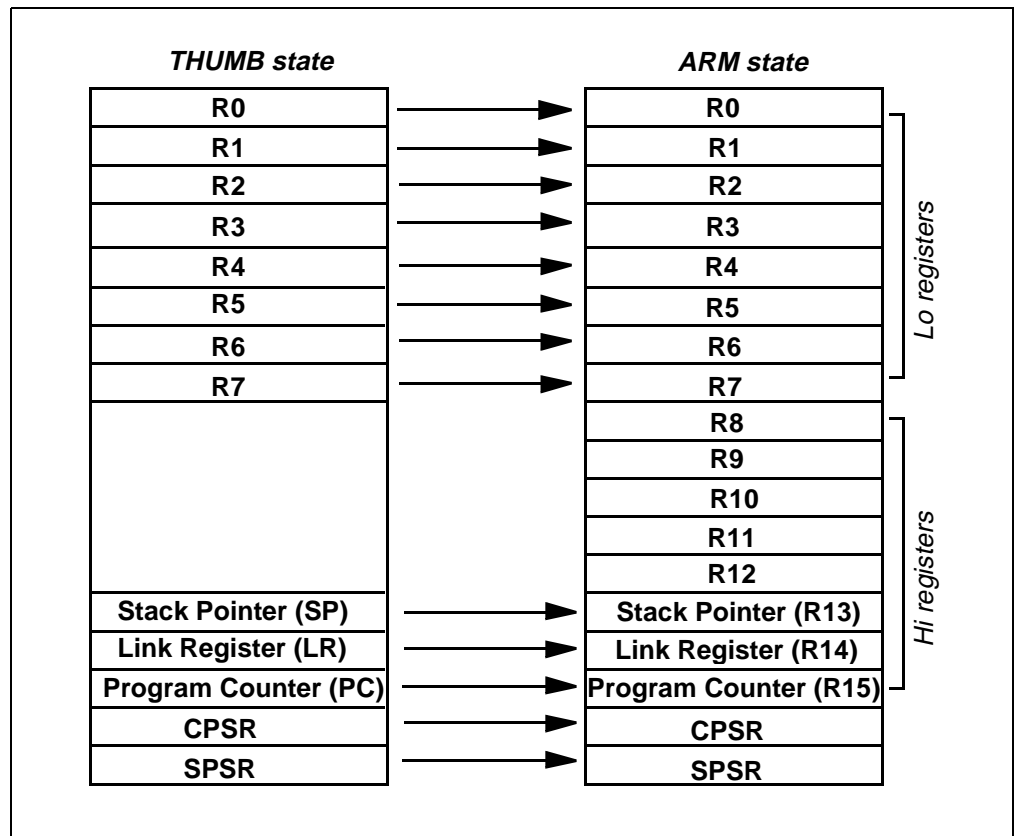 THUMB state
R0
R1
R2
R3
R4
R5
R6
R7
Stack Pointer (SP)
Link Register (LR)
Program Counter (PC)
CPSR
SPSR
ARM state
R0
R1
R2
R3
R4
R5
R6
R7
R8
R9
R10
R11
R12
Stack Pointer (R13)
Link Register (R14)
Program Counter (R15)
CPSR
SPSR
Lo registers
Hi registers